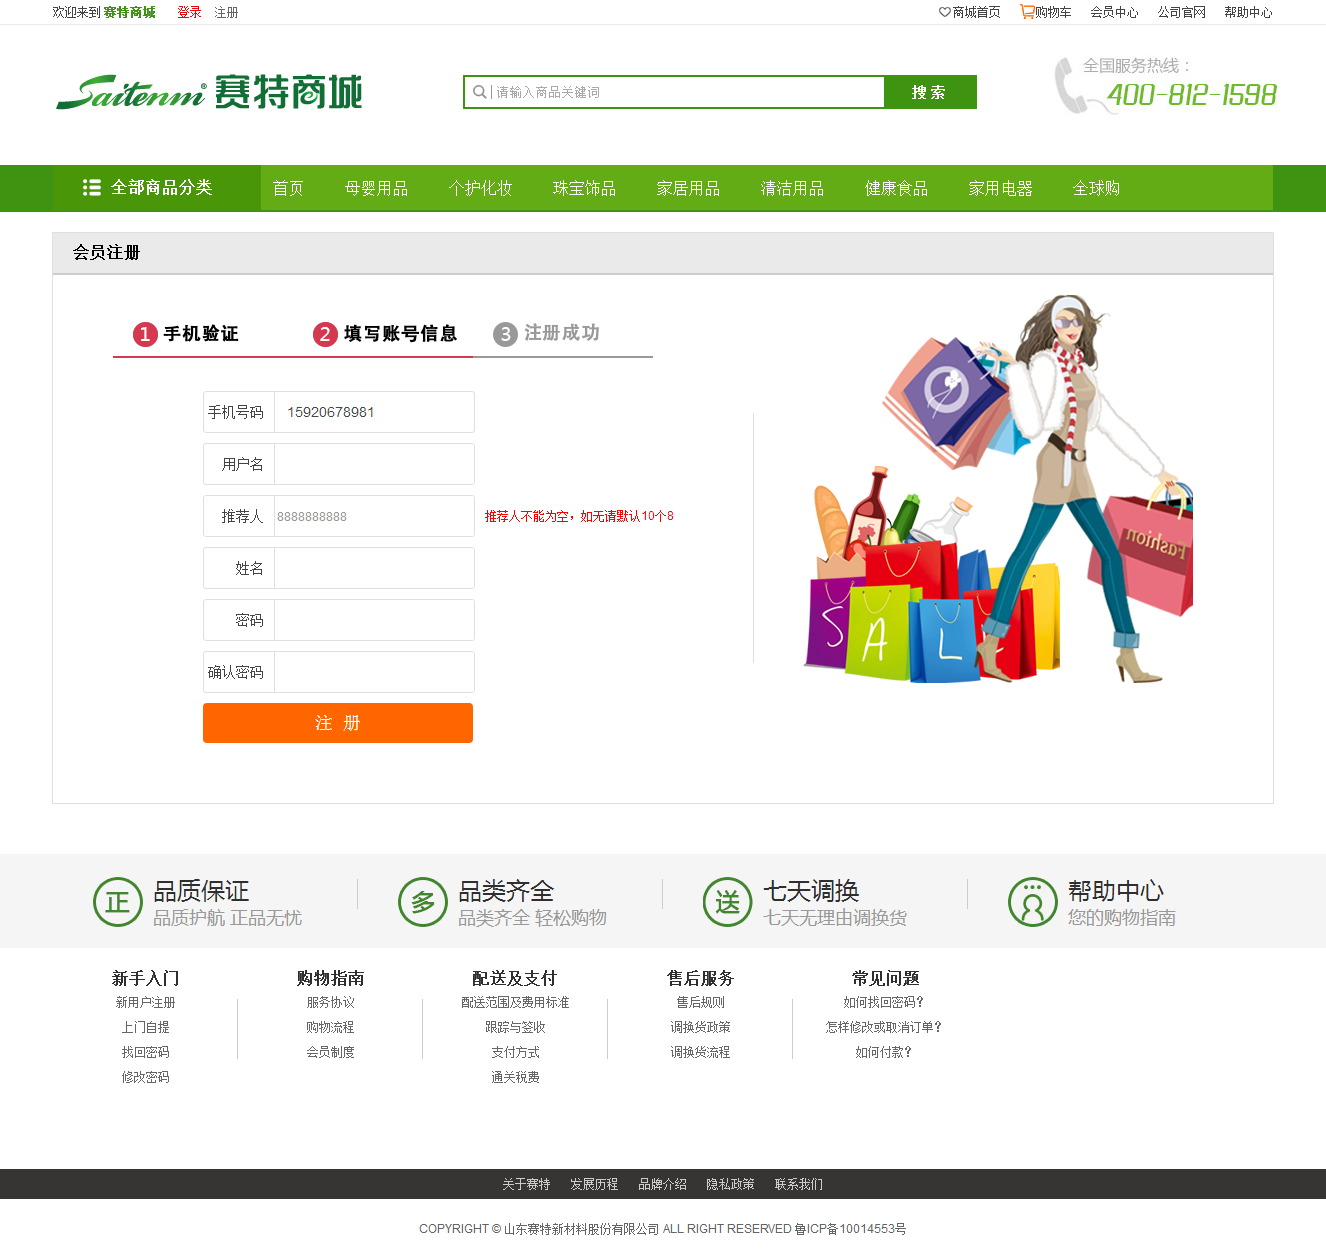 欢迎来到 赛特商城 登录 注册
商城首页 购物车 会员中心 公司官网 帮助中心
Saitenm® 赛特商城
请输入商品关键词 搜 索
全国服务热线：
400-812-1598
全部商品分类 首页 母婴用品 个护化妆 珠宝饰品 家居用品 清洁用品 健康食品 家用电器 全球购
会员注册
1 手机验证 2 填写账号信息 3 注册成功
手机号码 15920678981
用户名
推荐人 8888888888 推荐人不能为空，如无请默认10个8
姓名
密码
确认密码
注 册
Fashion
SAL
正 品质保证
品质护航 正品无忧
多 品类齐全
品类齐全 轻松购物
送 七天调换
七天无理由调换货
帮助中心
您的购物指南
新手入门
新用户注册
上门自提
找回密码
修改密码
购物指南
服务协议
购物流程
会员制度
配送及支付
配送范围及费用标准
跟踪与签收
支付方式
通关税费
售后服务
售后规则
调换货政策
调换货流程
常见问题
如何找回密码？
怎样修改或取消订单？
如何付款？
关于赛特 发展历程 品牌介绍 隐私政策 联系我们
COPYRIGHT © 山东赛特新材料股份有限公司 ALL RIGHT RESERVED 鲁ICP备10014553号